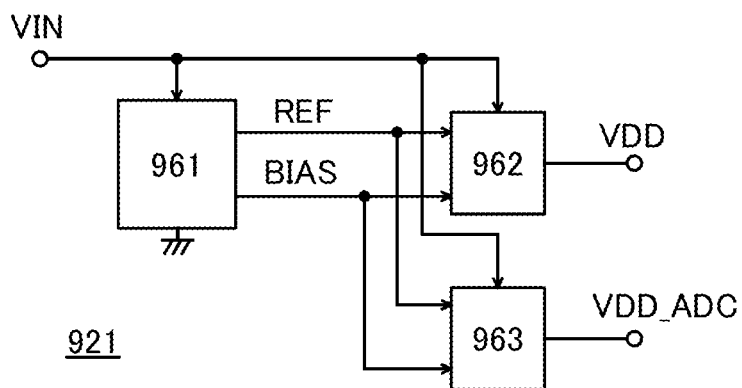 VIN
REF
961
962
VDD
BIAS
963
VDD_ADC
921